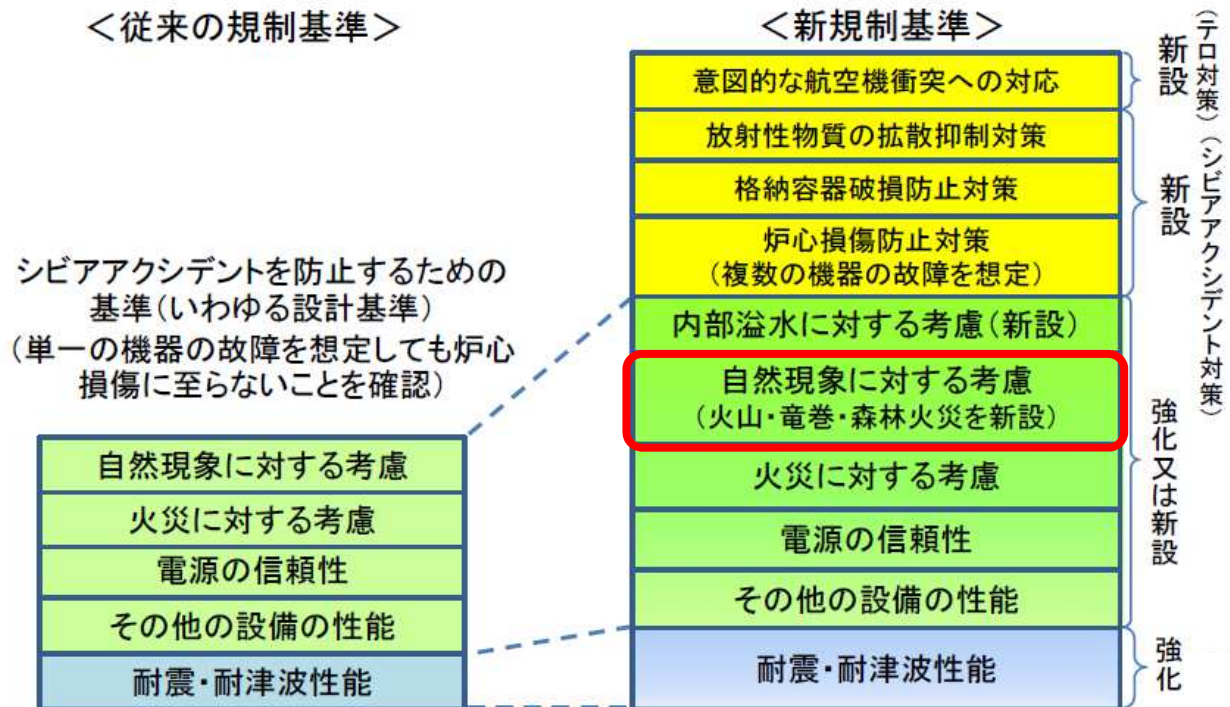 ＜従来の規制基準＞
シビアアクシデントを防止するための
基準（いわゆる設計基準）
（単一の機器の故障を想定しても炉心
損傷に至らないことを確認）
自然現象に対する考慮
火災に対する考慮
電源の信頼性
その他の設備の性能
耐震・耐津波性能
＜新規制基準＞
意図的な航空機衝突への対応
放射性物質の拡散抑制対策
格納容器破損防止対策
炉心損傷防止対策
（複数の機器の故障を想定）
内部溢水に対する考慮（新設）
自然現象に対する考慮
（火山・竜巻・森林火災を新設）
火災に対する考慮
電源の信頼性
その他の設備の性能
耐震・耐津波性能
新設
（テロ対策）
新設
（シビアアクシデント対策）
強化又は新設
強化